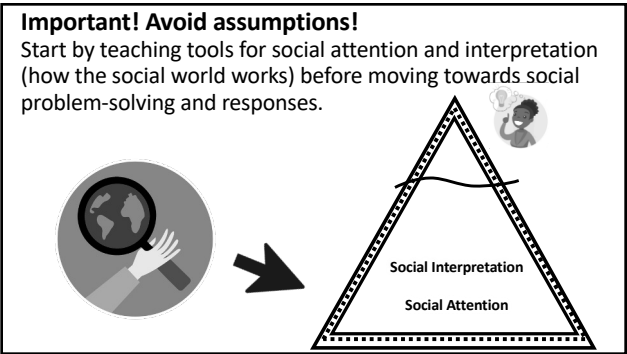 Important! Avoid assumptions!
Start by teaching tools for social attention and interpretation
(how the social world works) before moving towards social
problem-solving and responses.
Social Interpretation
Social Attention